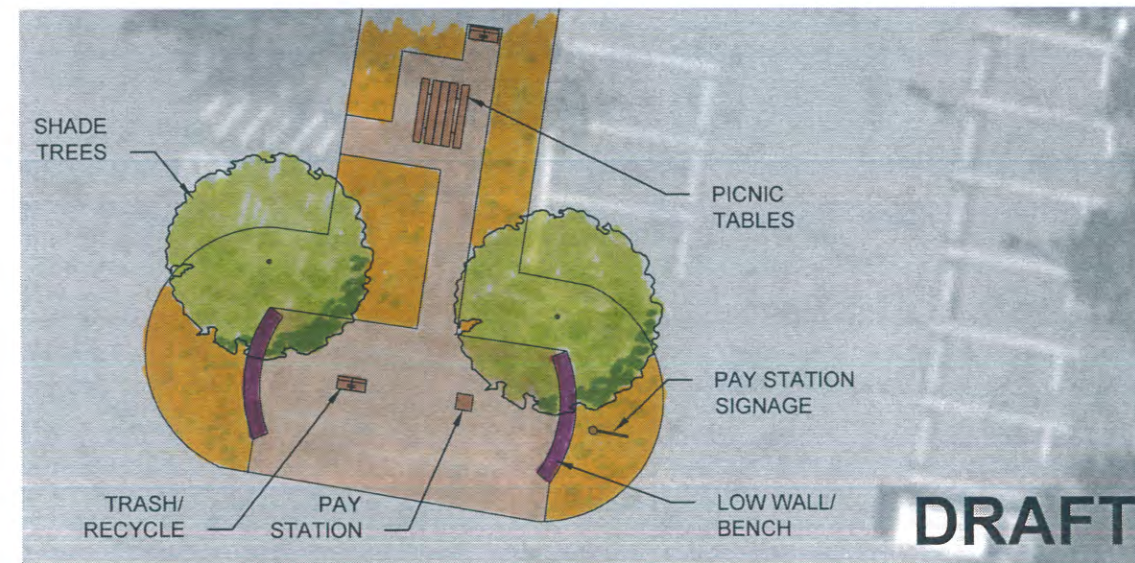 SHADE
TREES
PICNIC
TABLES
PAY STATION
SIGNAGE
TRASH/
RECYCLE
PAY
STATION
LOW WALL/
BENCH
DRAFT